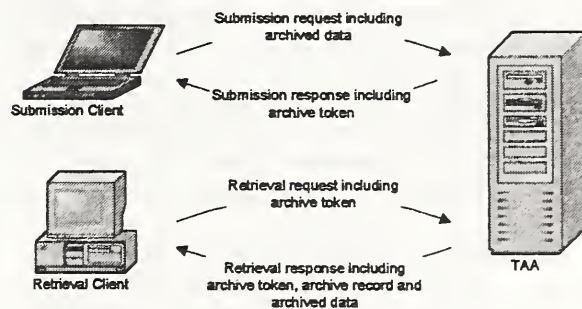 Submission request including
archived data
Submission Client
Submission response including
archive token
Retrieval request including
archive token
Retrieval Client
Retrieval response including
archive token, archive record and
archived data
TAA